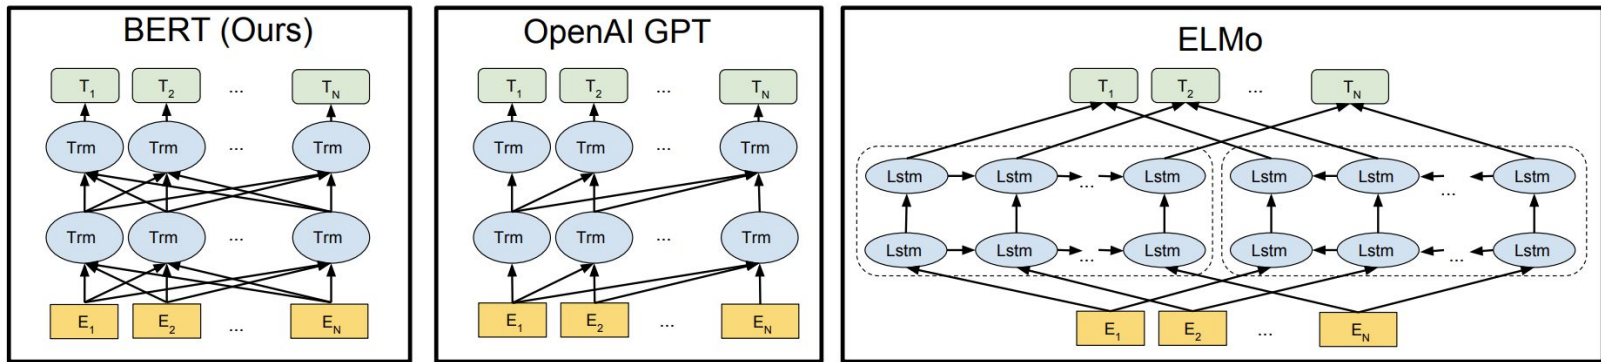 BERT (Ours)
T1 T2 ... TN
Trm Trm ... Trm
Trm Trm ... Trm
E1 E2 ... EN
OpenAI GPT
T1 T2 ... TN
Trm Trm ... Trm
Trm Trm ... Trm
E1 E2 ... EN
ELMo
T1 T2 ... TN
Lstm Lstm ... Lstm Lstm Lstm ... Lstm
Lstm Lstm ... Lstm Lstm Lstm ... Lstm
E1 E2 ... EN